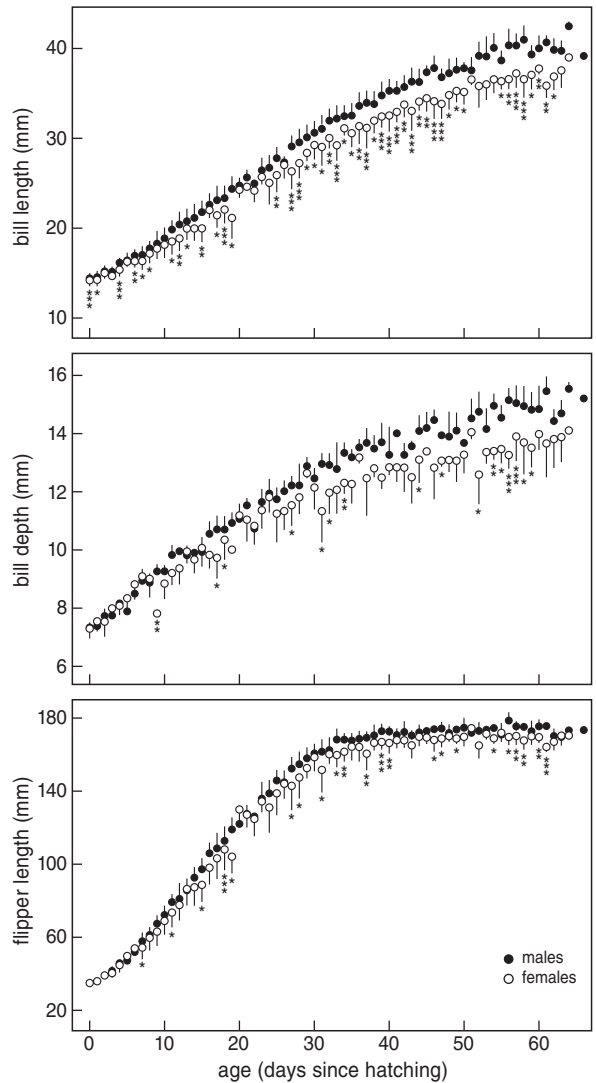 40
30
20
10
bill length (mm)
16
14
12
10
8
6
bill depth (mm)
180
140
100
60
20
flipper length (mm)
males
females
0 10 20 30 40 50 60
age (days since hatching)